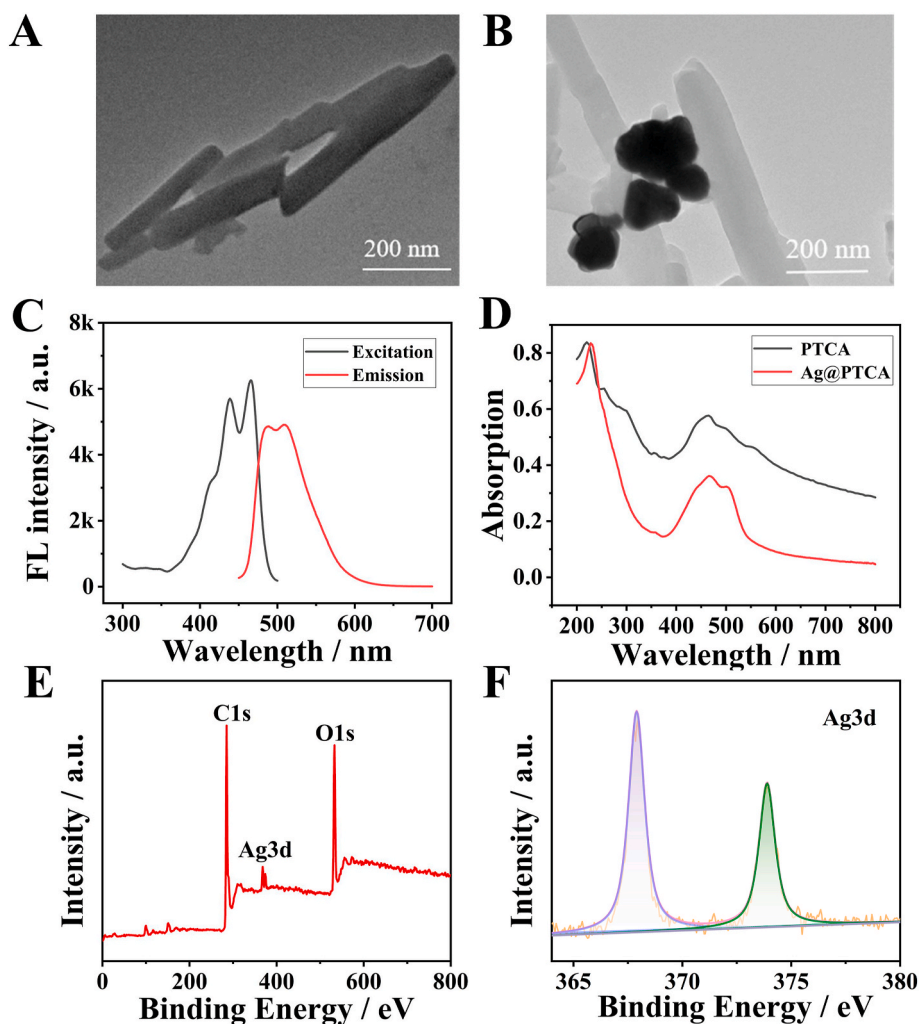 A
200 nm
B
200 nm
C
8k
6k
4k
2k
0
FL intensity / a.u.
Excitation
Emission
300 400 500 600 700
Wavelength / nm
D
0.8
0.6
0.4
0.2
0.0
Absorption
PTCA
Ag@PTCA
200 300 400 500 600 700 800
Wavelength / nm
E
Intensity / a.u.
C1s
Ag3d
O1s
0 200 400 600 800
Binding Energy / eV
F
Intensity / a.u.
Ag3d
365 370 375 380
Binding Energy / eV